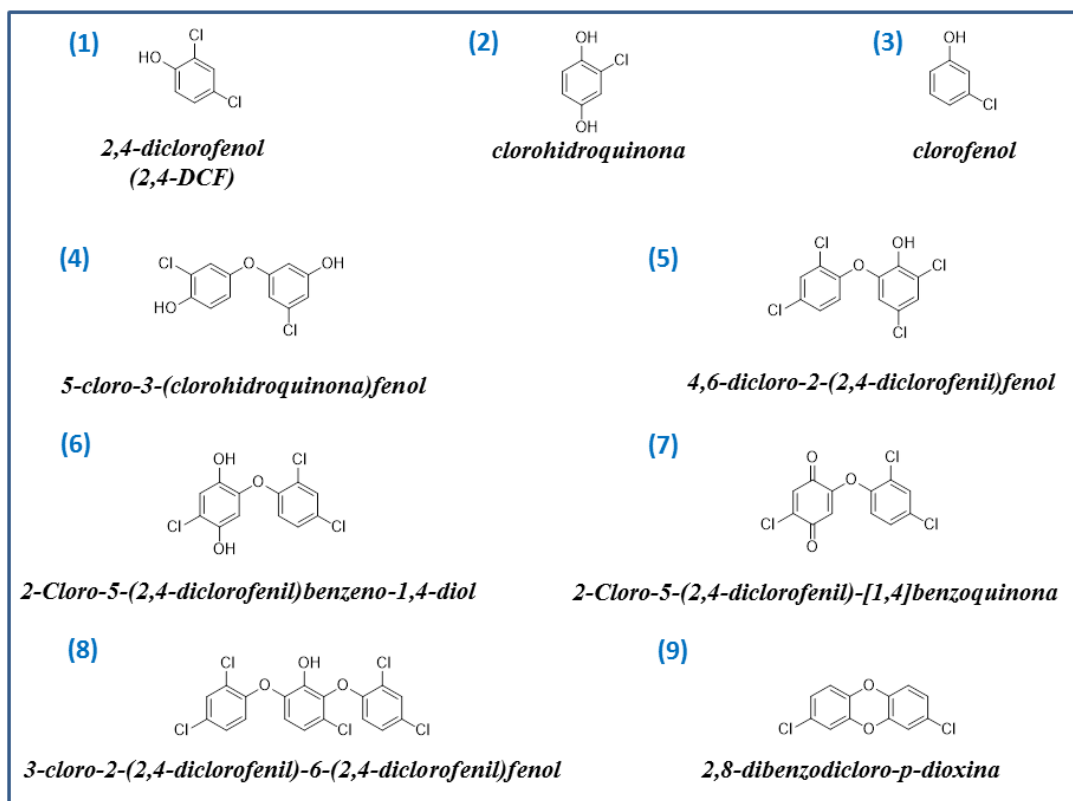 (1)
Cl
HO
Cl
2,4-diclorofenol
(2,4-DCF)
(2)
OH
Cl
OH
clorohidroquinona
(3)
OH
Cl
clorofenol
(4)
Cl
O
OH
HO
Cl
5-cloro-3-(clorohidroquinona)fenol
(5)
Cl
OH
O
Cl
Cl
Cl
4,6-dicloro-2-(2,4-diclorofenil)fenol
(6)
OH
Cl
O
Cl
Cl
OH
2-Cloro-5-(2,4-diclorofenil)benzeno-1,4-diol
(7)
O
Cl
O
Cl
Cl
O
2-Cloro-5-(2,4-diclorofenil)-[1,4]benzoquinona
(8)
Cl
OH
Cl
O
O
Cl
Cl
Cl
3-cloro-2-(2,4-diclorofenil)-6-(2,4-diclorofenil)fenol
(9)
O
Cl
O
Cl
2,8-dibenzodicloro-p-dioxina